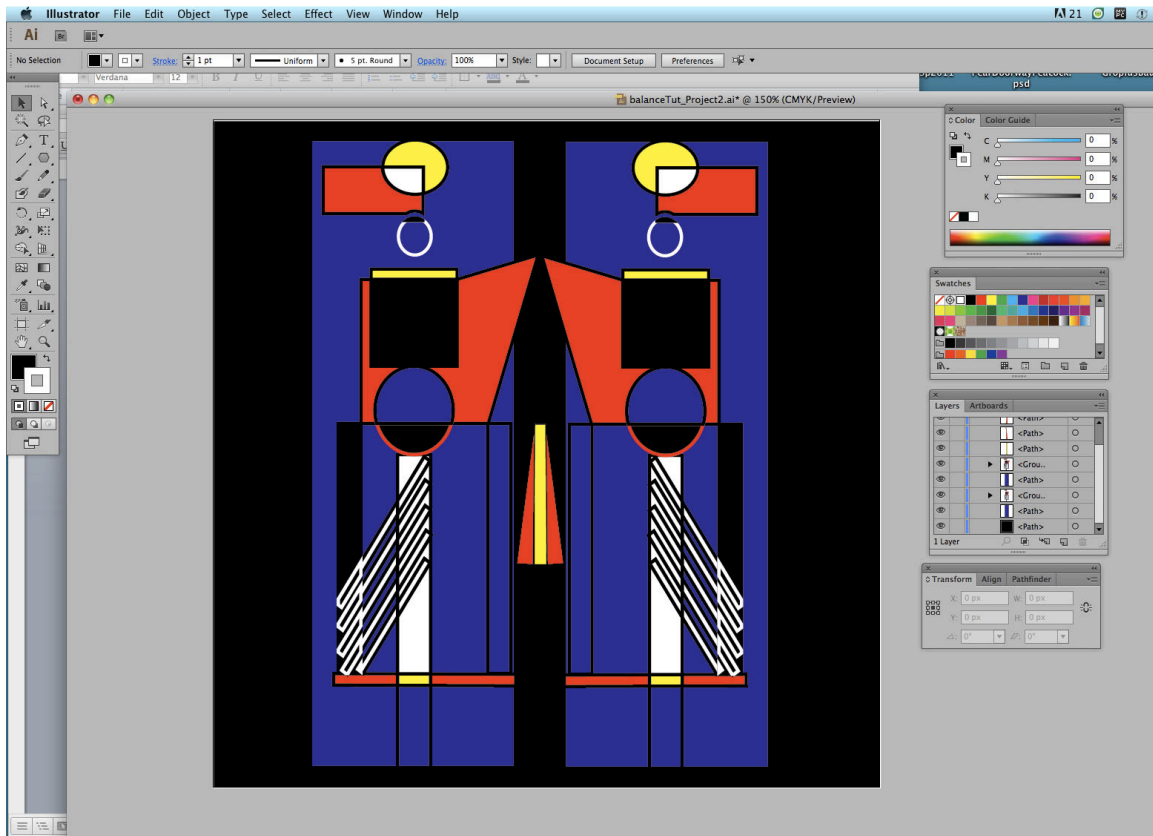 Illustrator File Edit Object Type Select Effect View Window Help
21
Ai Br
No Selection Stroke: 1 pt Uniform 5 pt. Round Opacity: 100% Style: Document Setup Preferences
Verdana 12 B I U
psd
balanceTut_Project2.ai* @ 150% (CMYK/Preview)
Color Color Guide
C 0 %
M 0 %
Y 0 %
K 0 %
Swatches
Layers Artboards
<Path>
<Path>
<Path>
<Grou..
<Path>
<Grou..
<Path>
<Path>
1 Layer
Transform Align Pathfinder
X: 0 px W: 0 px
Y: 0 px H: 0 px
0° 0°